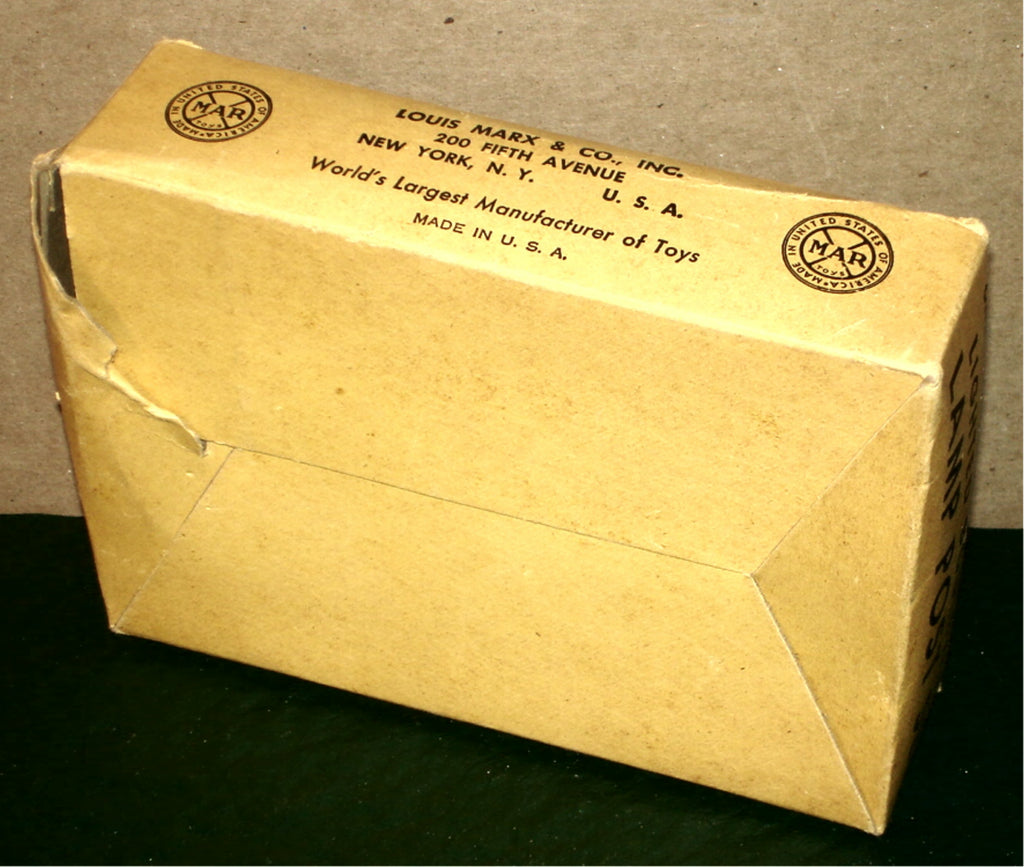 MADE IN UNITED STATES OF AMERICA
MAR
TOYS
LOUIS MARX & CO., INC.
200 FIFTH AVENUE
NEW YORK, N. Y. U. S. A.
World's Largest Manufacturer of Toys
MADE IN U. S. A.
MADE IN UNITED STATES OF AMERICA
MAR
TOYS
LAMP POST